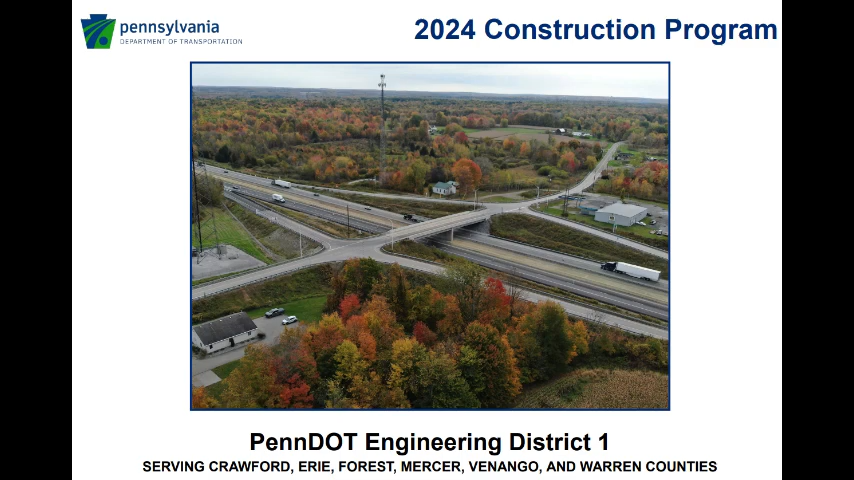 pennsylvania
DEPARTMENT OF TRANSPORTATION
2024 Construction Program
PennDOT Engineering District 1
SERVING CRAWFORD, ERIE, FOREST, MERCER, VENANGO, AND WARREN COUNTIES